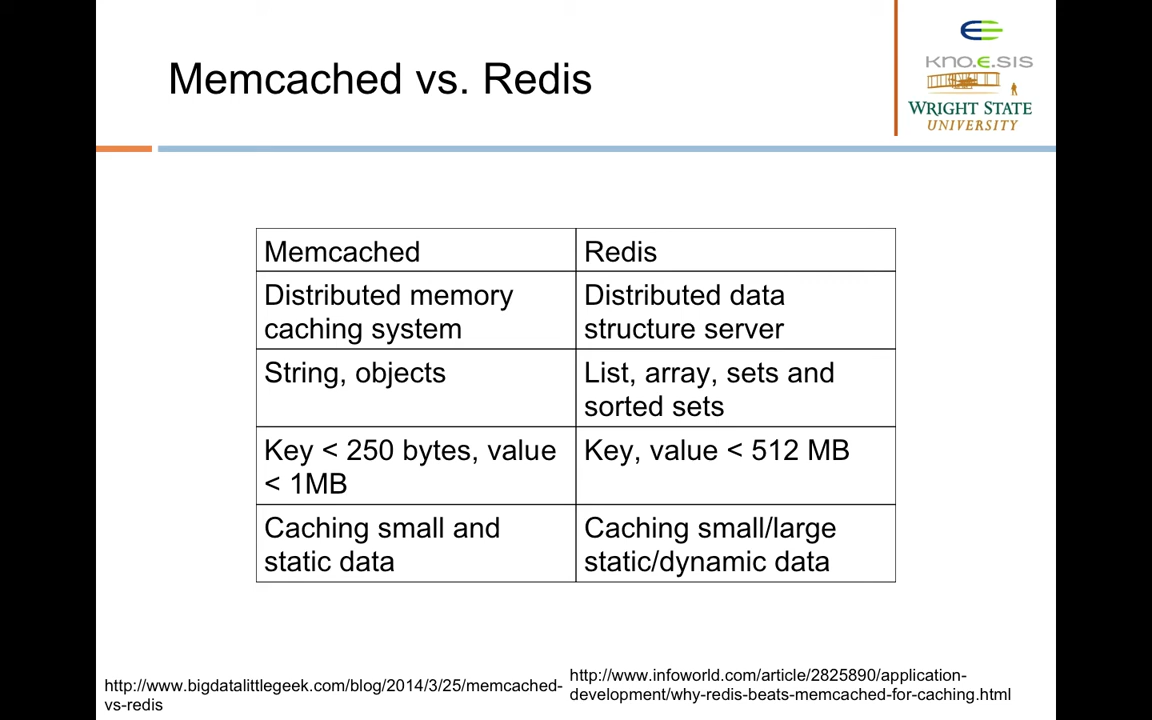 Memcached vs. Redis
KNO.E.SIS
WRIGHT STATE
UNIVERSITY
Memcached
Redis
Distributed memory
caching system
Distributed data
structure server
String, objects
List, array, sets and
sorted sets
Key < 250 bytes, value
< 1MB
Key, value < 512 MB
Caching small and
static data
Caching small/large
static/dynamic data
http://www.bigdatalittlegeek.com/blog/2014/3/25/memcached-
vs-redis
http://www.infoworld.com/article/2825890/application-
development/why-redis-beats-memcached-for-caching.html